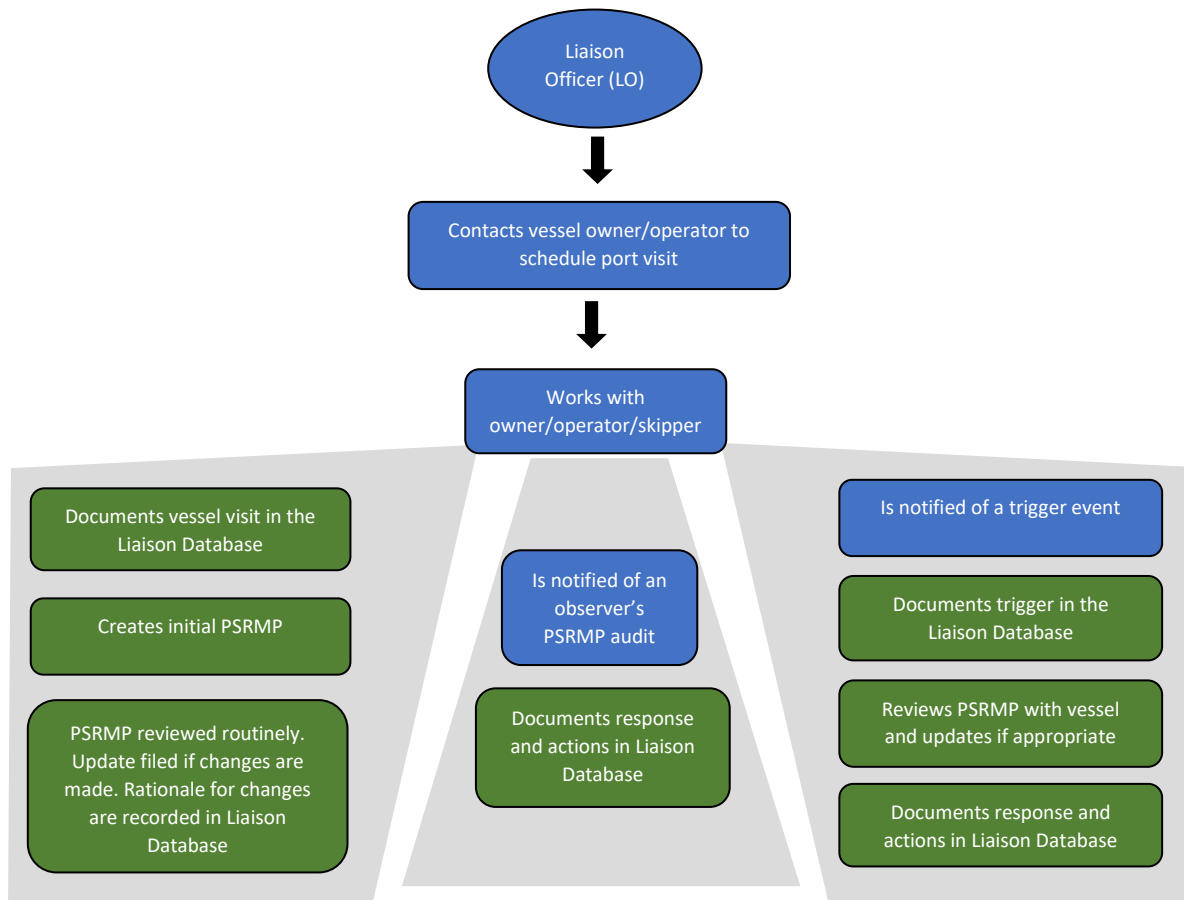 Liaison
Officer (LO)
Contacts vessel owner/operator to
schedule port visit
Works with
owner/operator/skipper
Documents vessel visit in the
Liaison Database
Creates initial PSRMP
PSRMP reviewed routinely.
Update filed if changes are
made. Rationale for changes
are recorded in Liaison
Database
Is notified of an
observer’s
PSRMP audit
Documents response
and actions in Liaison
Database
Is notified of a trigger event
Documents trigger in the
Liaison Database
Reviews PSRMP with vessel
and updates if appropriate
Documents response and
actions in Liaison Database